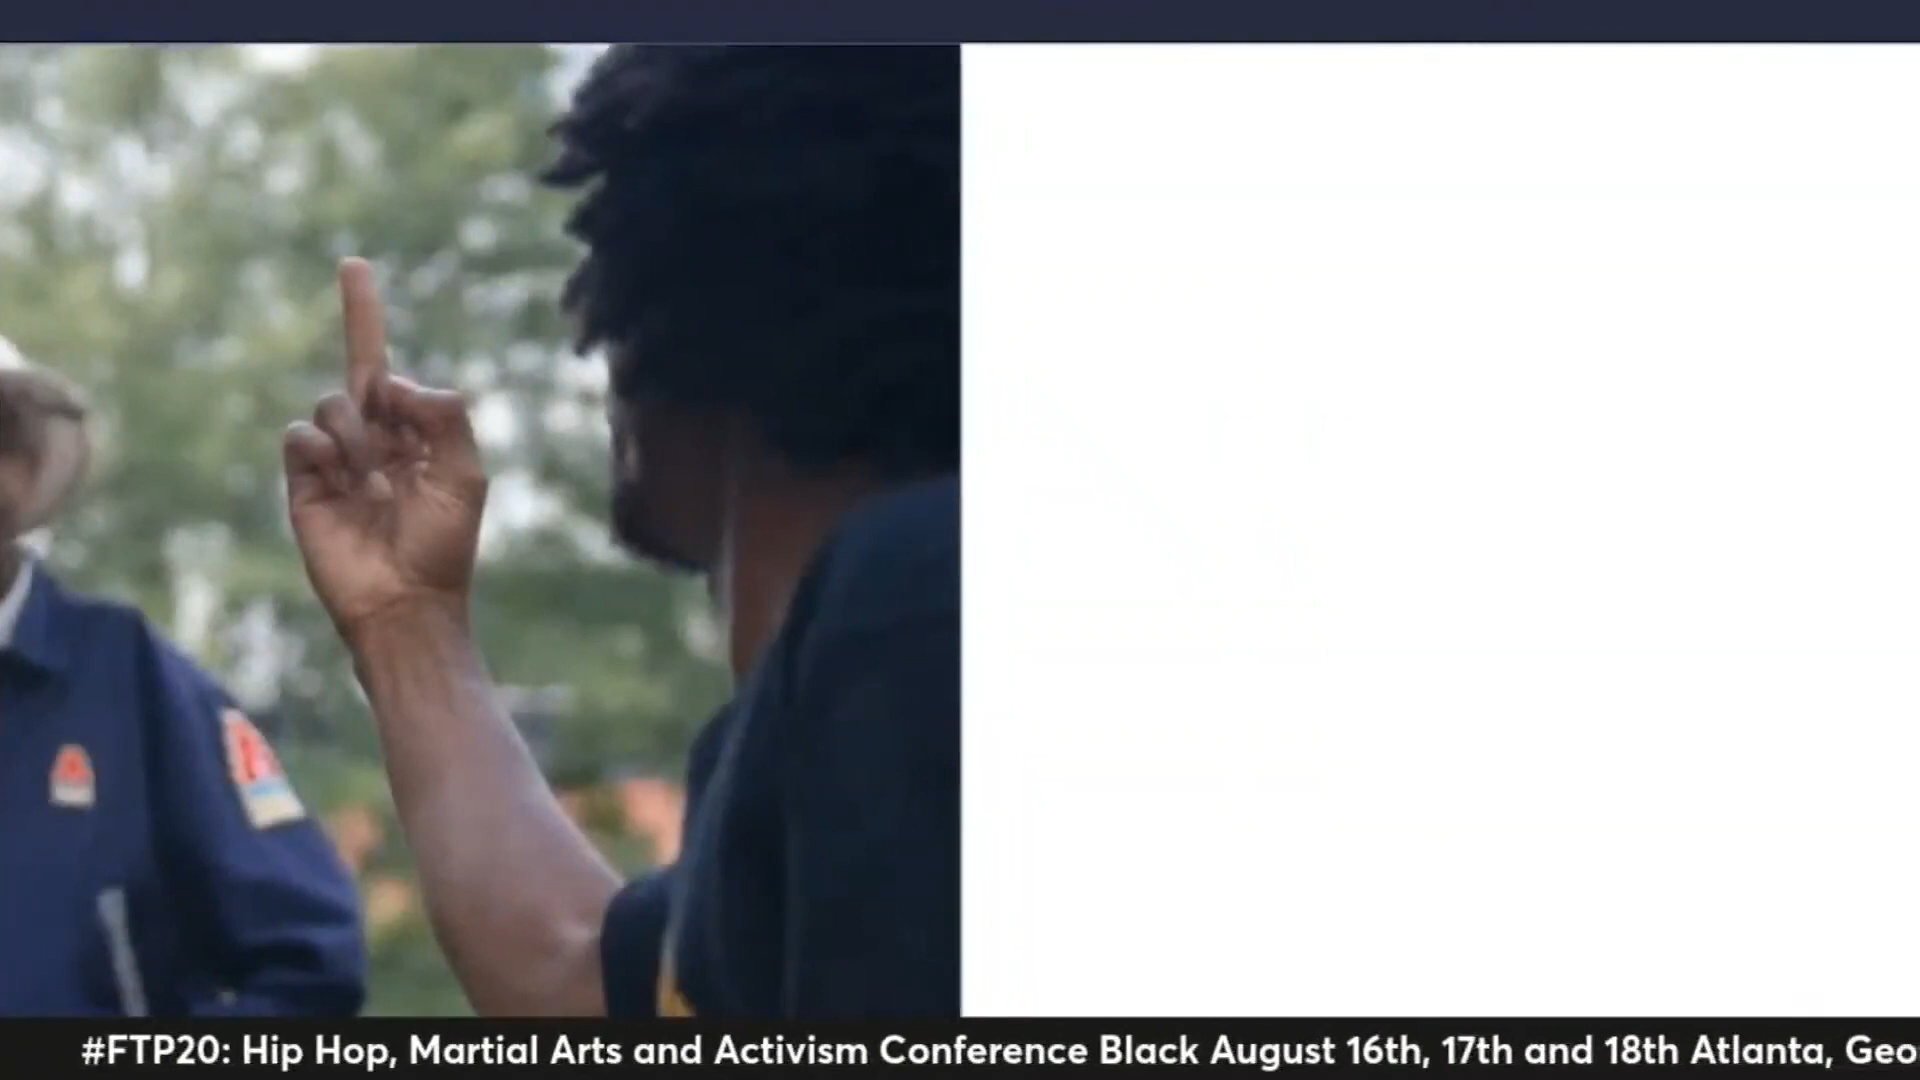 #FTP20: Hip Hop, Martial Arts and Activism Conference Black August 16th, 17th and 18th Atlanta, Geo